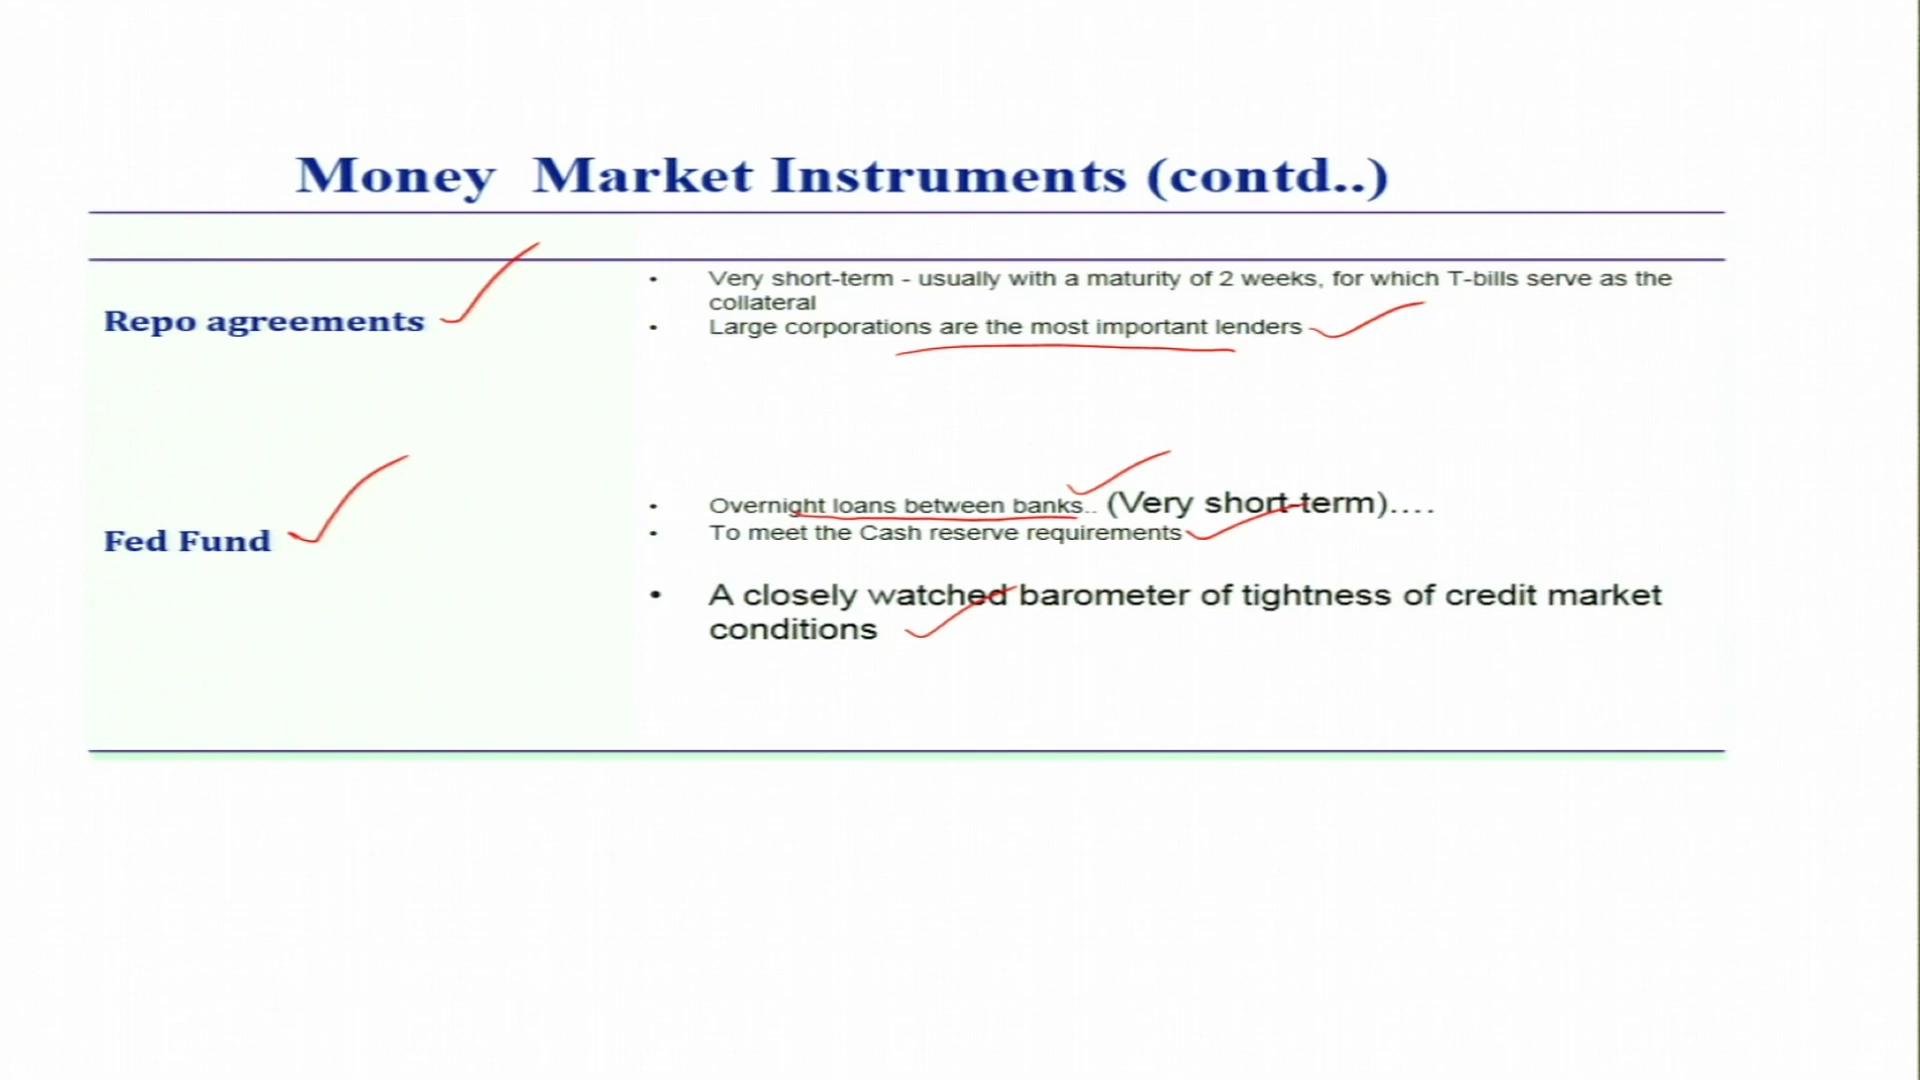 Money Market Instruments (contd..)
Repo agreements
• Very short-term - usually with a maturity of 2 weeks, for which T-bills serve as the
collateral
• Large corporations are the most important lenders
Fed Fund
• Overnight loans between banks.. (Very short-term)....
• To meet the Cash reserve requirements
• A closely watched barometer of tightness of credit market
conditions